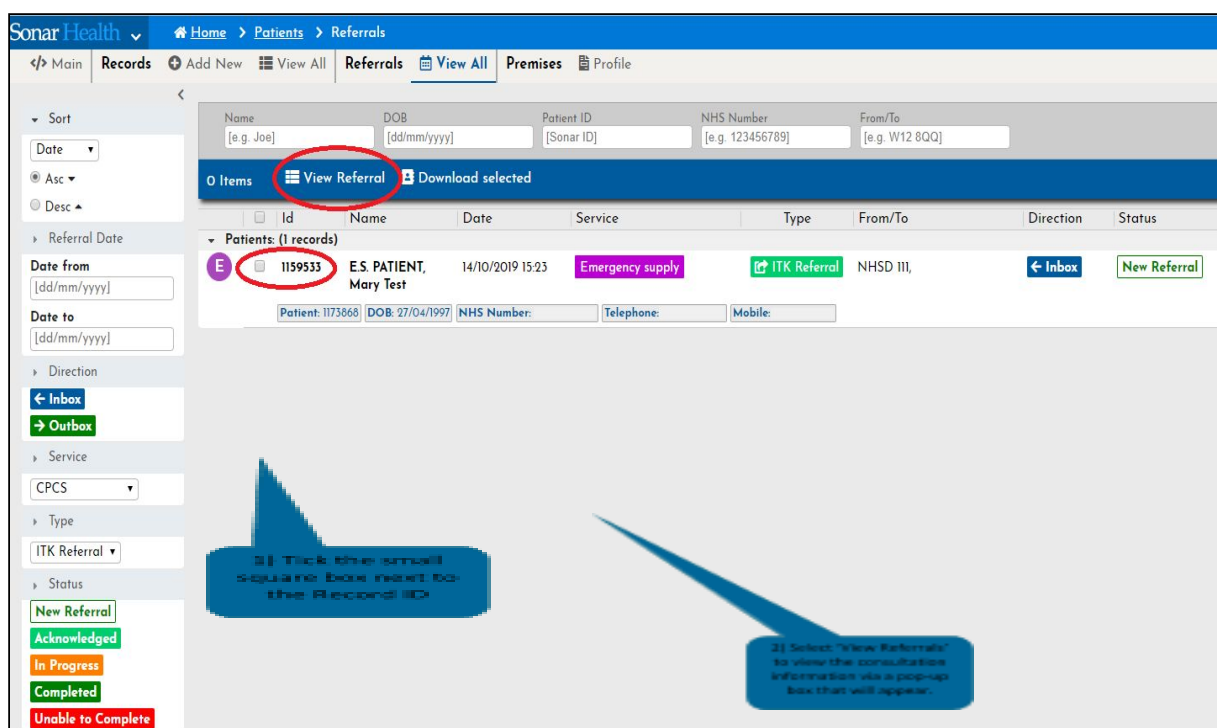 Sonar Health
Home > Patients > Referrals
</> Main Records Add New View All Referrals View All Premises Profile
Sort
Date
Asc
Desc
Referral Date
Date from
[dd/mm/yyyy]
Date to
[dd/mm/yyyy]
Direction
Inbox
Outbox
Service
CPCS
Type
ITK Referral
Status
New Referral
Acknowledged
In Progress
Completed
Unable to Complete
Name DOB Patient ID NHS Number From/To
[e.g. Joe] [dd/mm/yyyy] [Sonar ID] [e.g. 123456789] [e.g. W12 8QQ]
0 Items View Referral Download selected
Id Name Date Service Type From/To Direction Status
Patients: (1 records)
E 1159533 E.S. PATIENT, 14/10/2019 15:23 Emergency supply ITK Referral NHSD 111, Inbox New Referral
Mary Test
Patient: 1173868 DOB: 27/04/1997 NHS Number: Telephone: Mobile:
1) Tick the small
square box next to
the Record ID
2) Select "View Referrals"
to view the consultation
information via a pop-up
box that will appear.